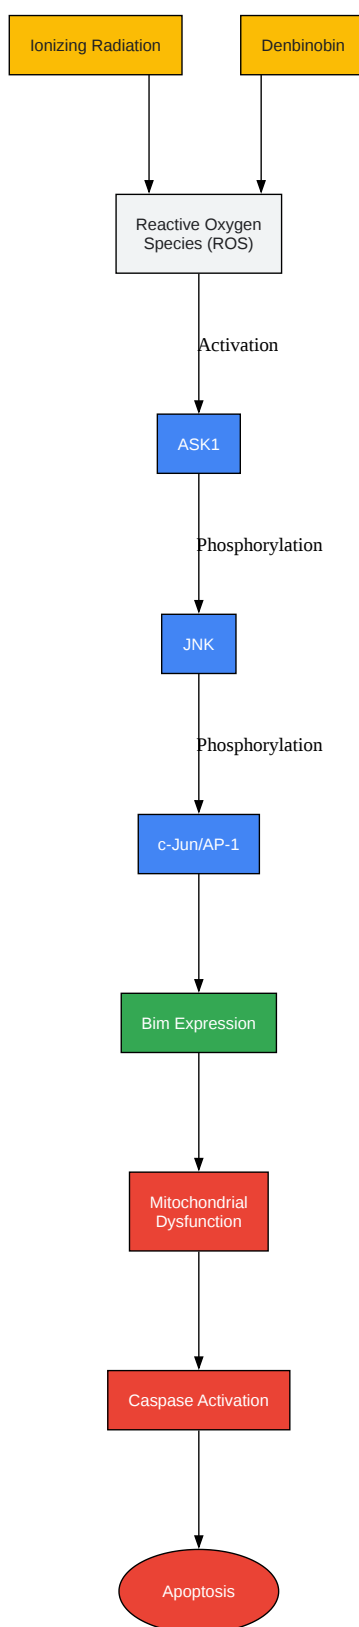 Ionizing Radiation
Denbinobin
Reactive Oxygen
Species (ROS)
Activation
ASK1
Phosphorylation
JNK
Phosphorylation
c-Jun/AP-1
Bim Expression
Mitochondrial
Dysfunction
Caspase Activation
Apoptosis